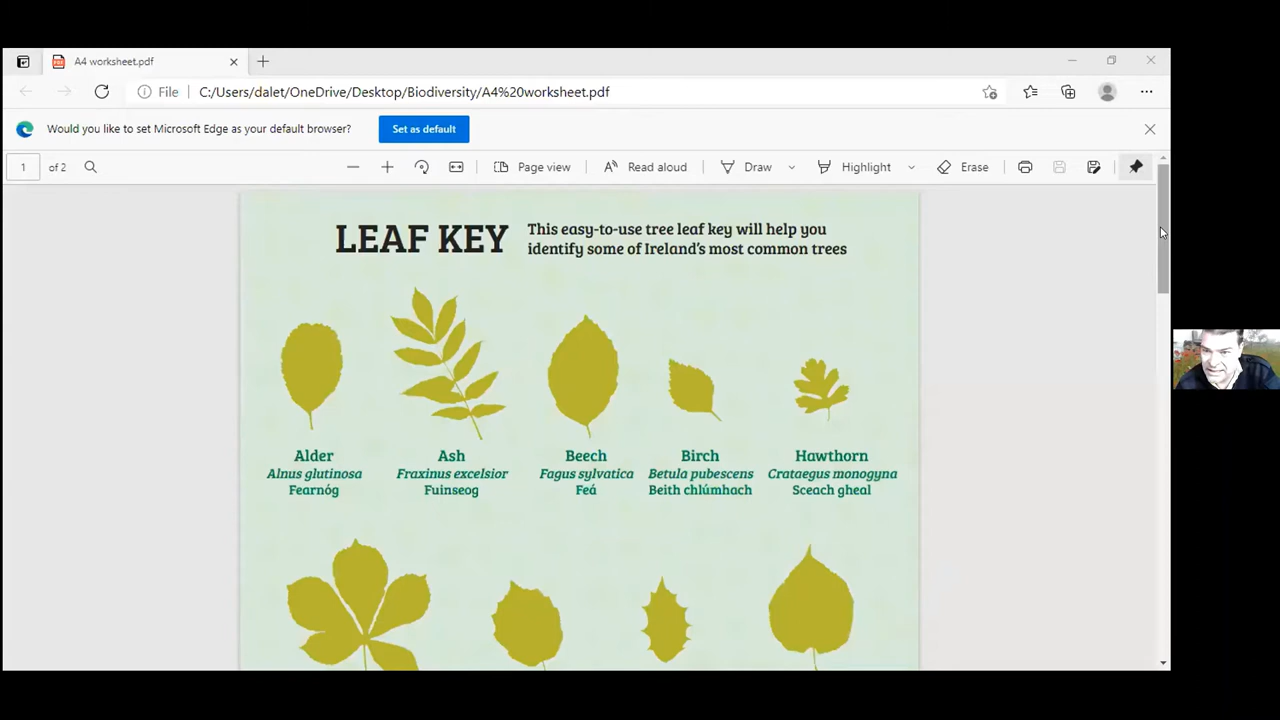 A4 worksheet.pdf
File C:/Users/dalet/OneDrive/Desktop/Biodiversity/A4%20worksheet.pdf
Would you like to set Microsoft Edge as your default browser? Set as default
1 of 2 Page view Read aloud Draw Highlight Erase
LEAF KEY
This easy-to-use tree leaf key will help you
identify some of Ireland's most common trees
Alder Ash Beech Birch Hawthorn
Alnus glutinosa Fraxinus excelsior Fagus sylvatica Betula pubescens Crataegus monogyna
Fearnóg Fuinseog Feá Beith chlúmhach Sceach gheal